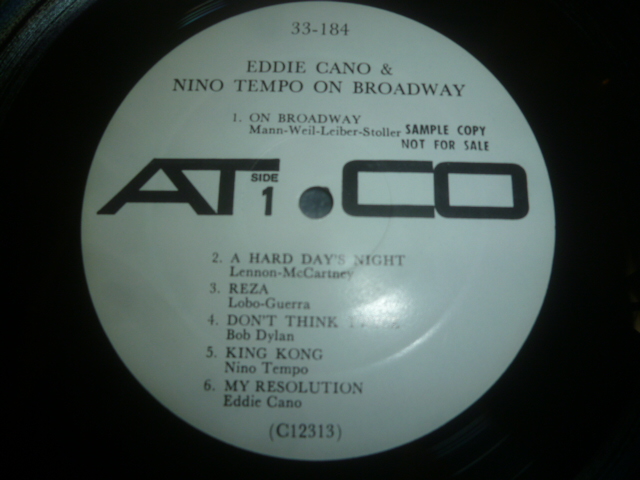 33-184
EDDIE CANO &
NINO TEMPO ON BROADWAY
1. ON BROADWAY
Mann-Weil-Leiber-Stoller
SAMPLE COPY
NOT FOR SALE
ATCO
SIDE
1
2. A HARD DAY'S NIGHT
Lennon-McCartney
3. REZA
Lobo-Guerra
4. DON'T THINK
Bob Dylan
5. KING KONG
Nino Tempo
6. MY RESOLUTION
Eddie Cano
(C12313)